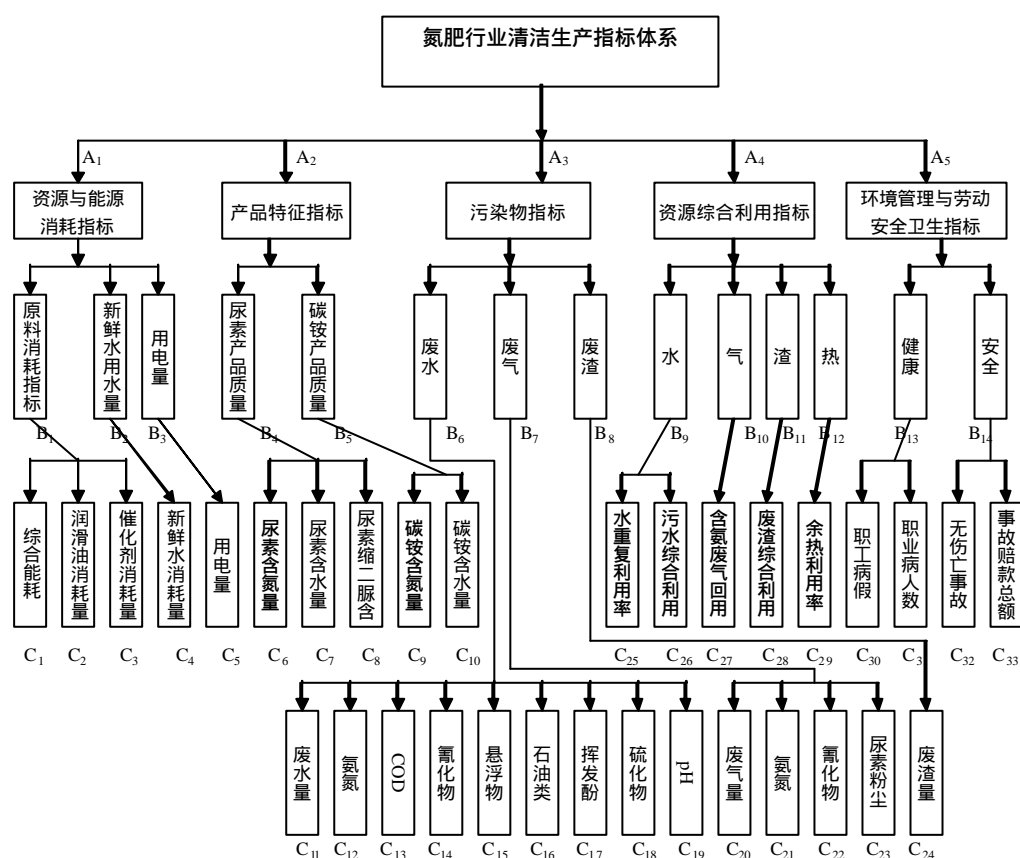 氮肥行业清洁生产指标体系
A₁
A₂
A₃
A₄
A₅
资源与能源
消耗指标
产品特征指标
污染物指标
资源综合利用指标
环境管理与劳动
安全卫生指标
原料消耗指标
新鲜水用水量
用电量
尿素产品质量
碳铵产品质量
废水
废气
废渣
水
气
渣
热
健康
安全
B₁
B₂
B₃
B₄
B₅
B₆
B₇
B₈
B₉
B₁₀
B₁₁
B₁₂
B₁₃
B₁₄
综合能耗
润滑油消耗量
催化剂消耗量
新鲜水消耗量
用电量
尿素含氮量
尿素含水量
尿素缩二脲含
碳铵含氮量
碳铵含水量
水重复利用率
污水综合利用
含氨废气回用
废渣综合利用
余热利用率
职工病假
职业病人数
无伤亡事故
事故赔款总额
C₁
C₂
C₃
C₄
C₅
C₆
C₇
C₈
C₉
C₁₀
C₂₅
C₂₆
C₂₇
C₂₈
C₂₉
C₃₀
C₃
C₃₂
C₃₃
废水量
氨氮
COD
氰化物
悬浮物
石油类
挥发酚
硫化物
pH
废气量
氨氮
氰化物
尿素粉尘
废渣量
C₁₁
C₁₂
C₁₃
C₁₄
C₁₅
C₁₆
C₁₇
C₁₈
C₁₉
C₂₀
C₂₁
C₂₂
C₂₃
C₂₄